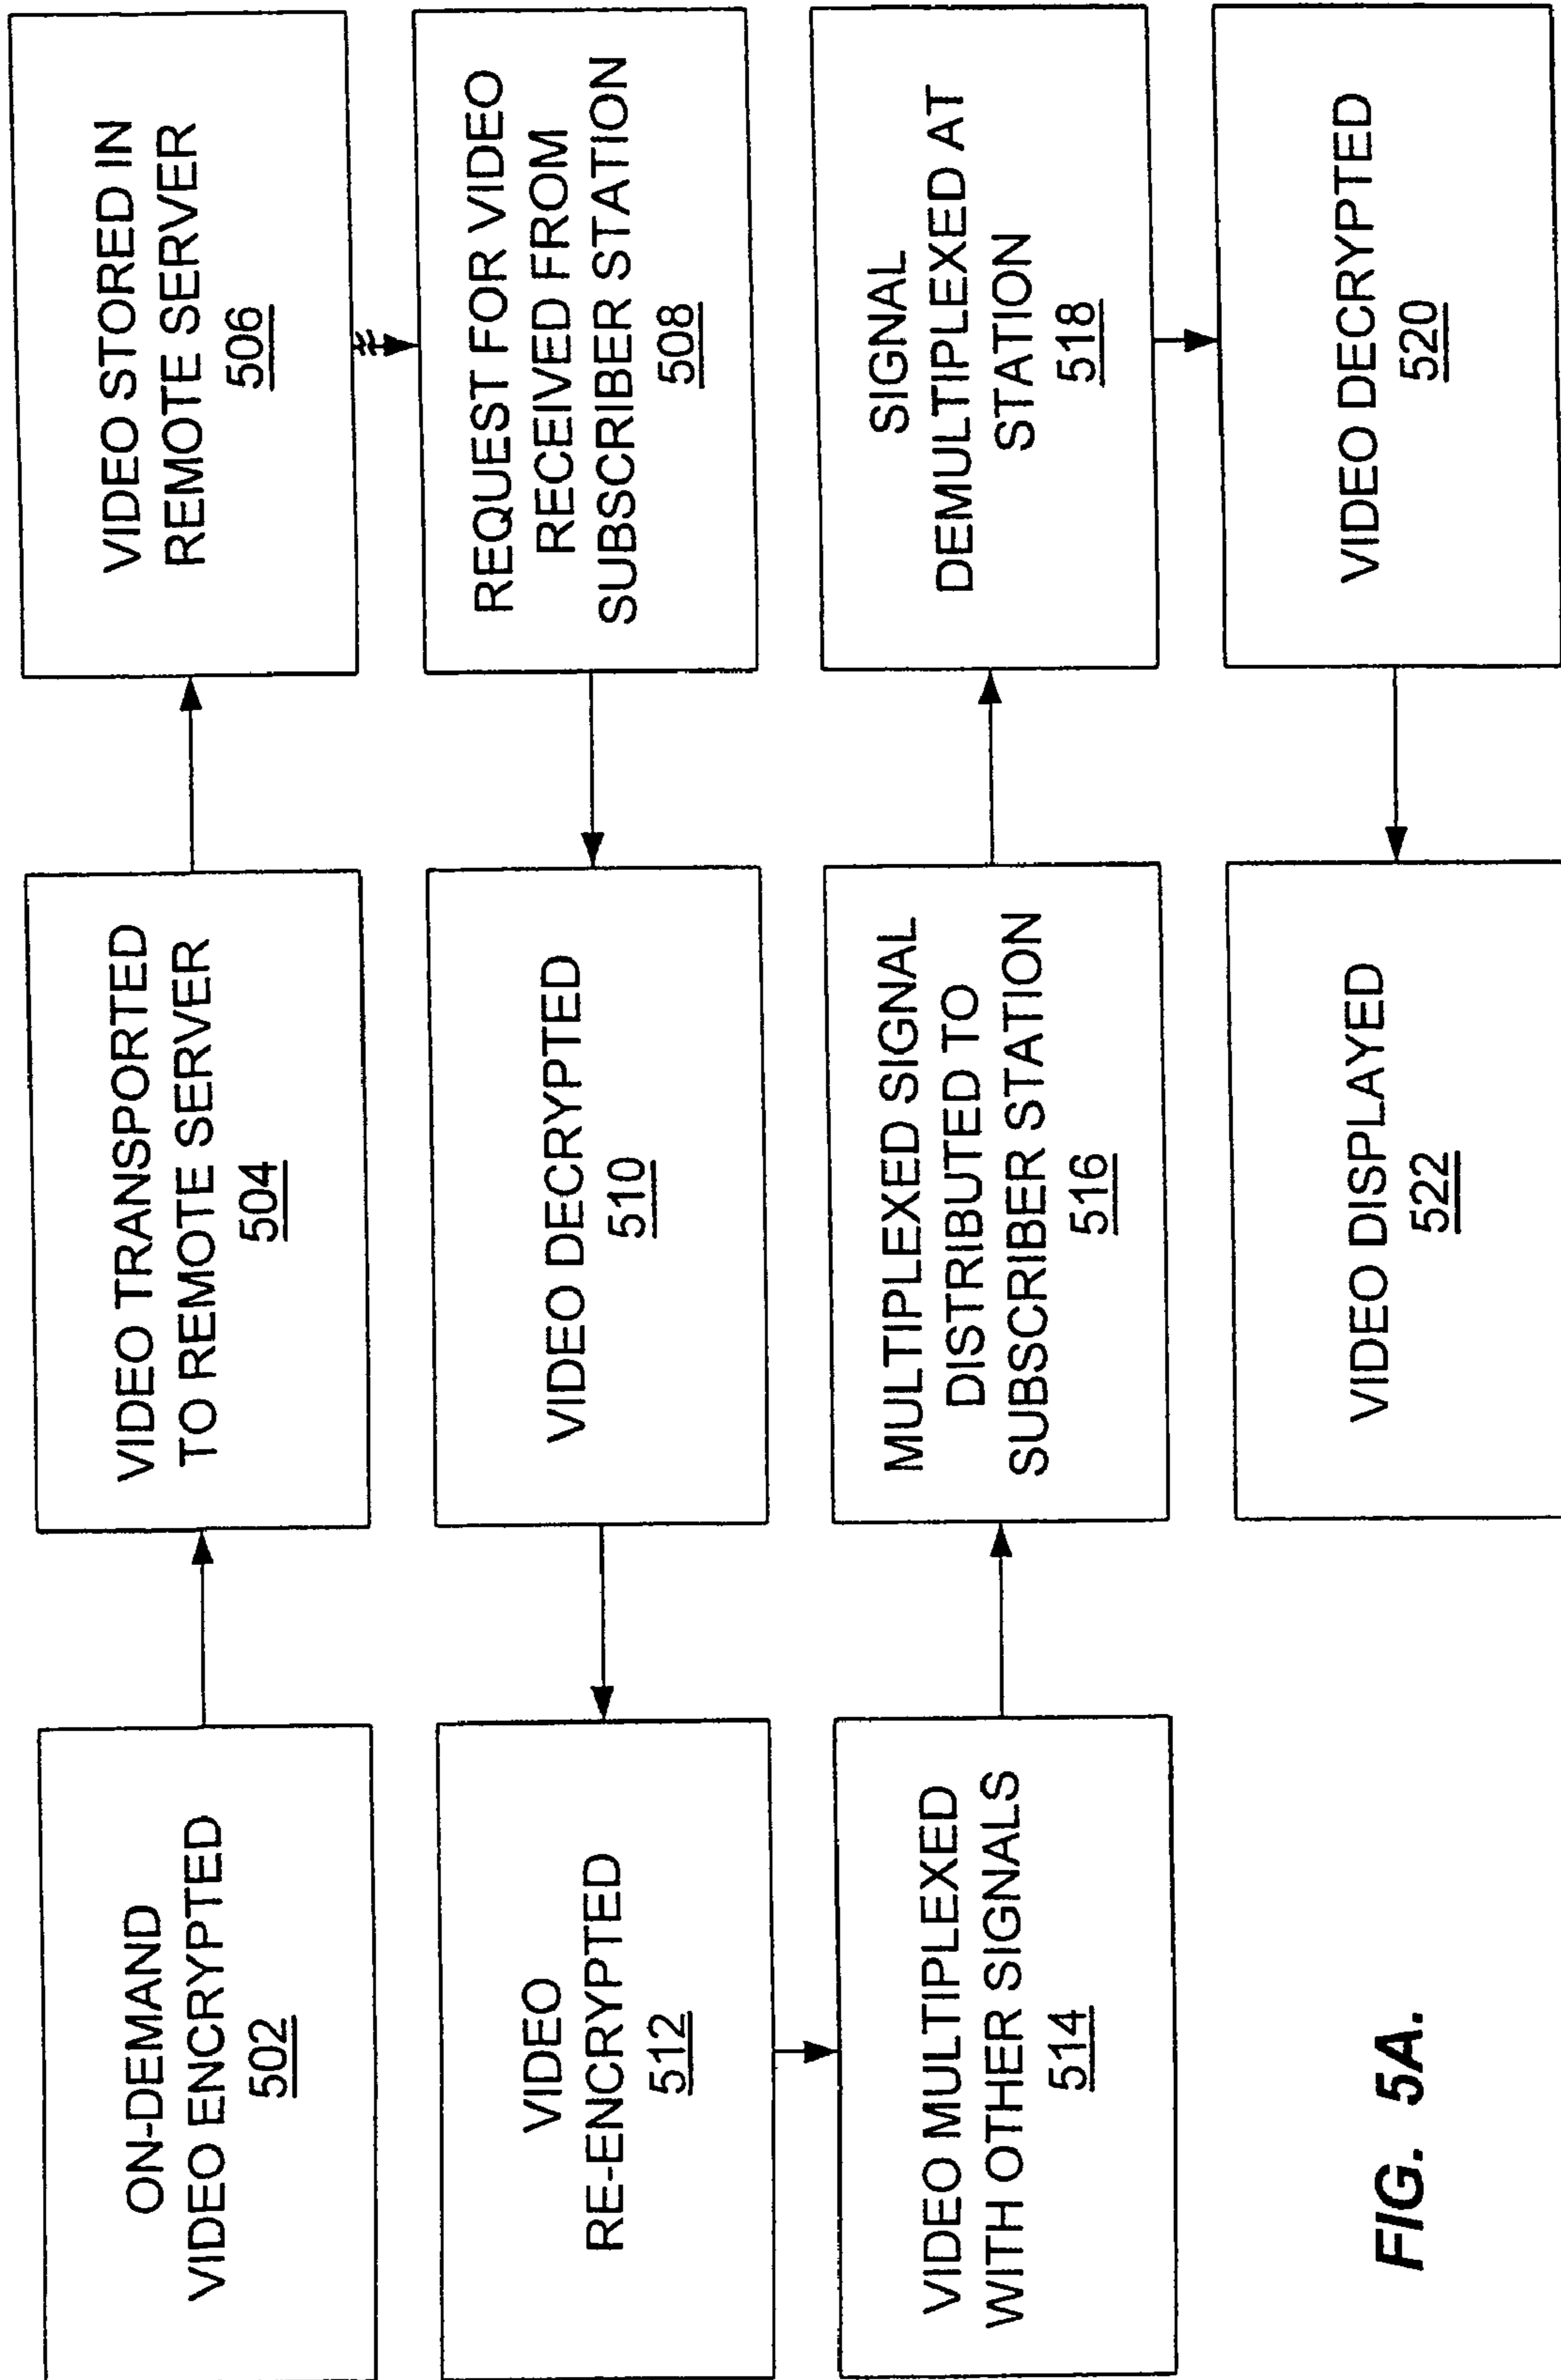 ON-DEMAND
VIDEO ENCRYPTED
502
VIDEO TRANSPORTED
TO REMOTE SERVER
504
VIDEO STORED IN
REMOTE SERVER
506
REQUEST FOR VIDEO
RECEIVED FROM
SUBSCRIBER STATION
508
VIDEO DECRYPTED
510
VIDEO
RE-ENCRYPTED
512
VIDEO MULTIPLEXED
WITH OTHER SIGNALS
514
MULTIPLEXED SIGNAL
DISTRIBUTED TO
SUBSCRIBER STATION
516
SIGNAL
DEMULTIPLEXED AT
STATION
518
VIDEO DECRYPTED
520
VIDEO DISPLAYED
522
FIG. 5A.